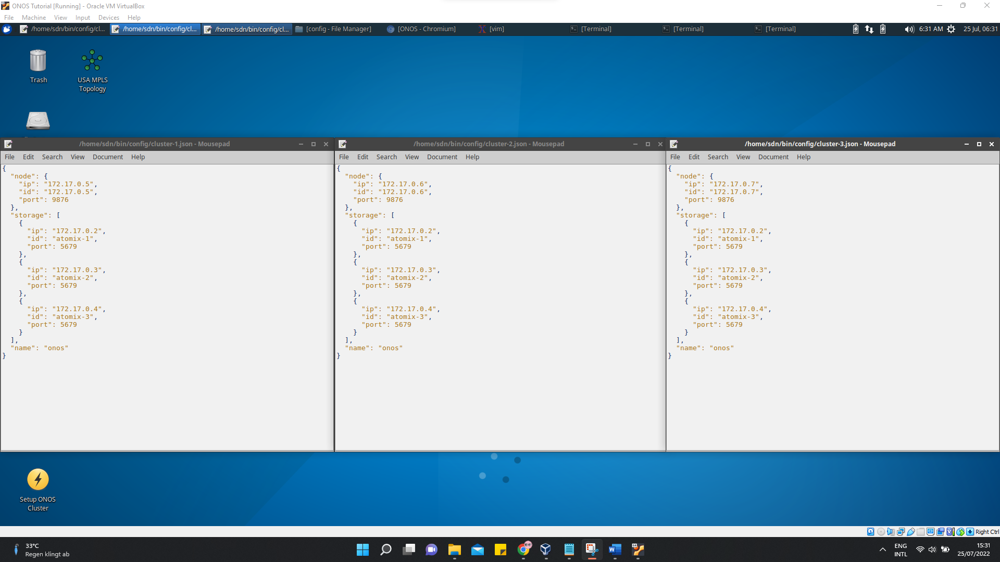 ONOS Tutorial [Running] - Oracle VM VirtualBox
File Machine View Input Devices Help
/home/sdn/bin/config/cl... /home/sdn/bin/config/cl... /home/sdn/bin/config/cl... [config - File Manager] [ONOS - Chromium] [vim] [Terminal] [Terminal] [Terminal] 6:31 AM 25 Jul, 06:31
Trash
USA MPLS
Topology
/home/sdn/bin/config/cluster-1.json - Mousepad
File Edit Search View Document Help
{
  "node": {
    "ip": "172.17.0.5",
    "id": "172.17.0.5",
    "port": 9876
  },
  "storage": [
    {
      "ip": "172.17.0.2",
      "id": "atomix-1",
      "port": 5679
    },
    {
      "ip": "172.17.0.3",
      "id": "atomix-2",
      "port": 5679
    },
    {
      "ip": "172.17.0.4",
      "id": "atomix-3",
      "port": 5679
    }
  ],
  "name": "onos"
}
/home/sdn/bin/config/cluster-2.json - Mousepad
File Edit Search View Document Help
{
  "node": {
    "ip": "172.17.0.6",
    "id": "172.17.0.6",
    "port": 9876
  },
  "storage": [
    {
      "ip": "172.17.0.2",
      "id": "atomix-1",
      "port": 5679
    },
    {
      "ip": "172.17.0.3",
      "id": "atomix-2",
      "port": 5679
    },
    {
      "ip": "172.17.0.4",
      "id": "atomix-3",
      "port": 5679
    }
  ],
  "name": "onos"
}
/home/sdn/bin/config/cluster-3.json - Mousepad
File Edit Search View Document Help
{
  "node": {
    "ip": "172.17.0.7",
    "id": "172.17.0.7",
    "port": 9876
  },
  "storage": [
    {
      "ip": "172.17.0.2",
      "id": "atomix-1",
      "port": 5679
    },
    {
      "ip": "172.17.0.3",
      "id": "atomix-2",
      "port": 5679
    },
    {
      "ip": "172.17.0.4",
      "id": "atomix-3",
      "port": 5679
    }
  ],
  "name": "onos"
}
Setup ONOS
Cluster
Right Ctrl
33°C
Regen klingt ab
ENG
INTL
15:31
25/07/2022